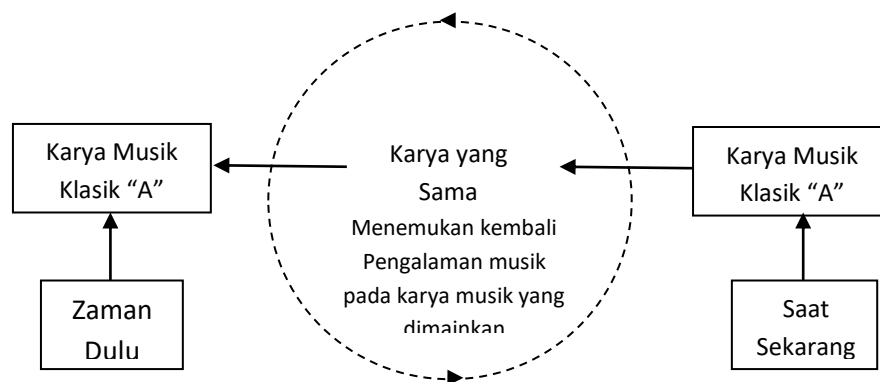 Karya Musik
Klasik “A”
Zaman
Dulu
Karya yang
Sama
Menemukan kembali
Pengalaman musik
pada karya musik yang
dimainkan
Karya Musik
Klasik “A”
Saat
Sekarang